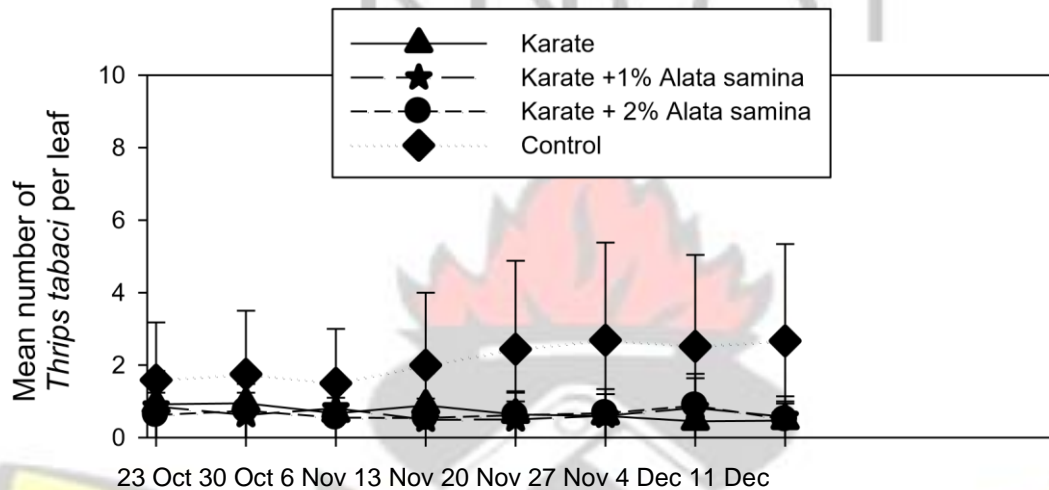 Karate
Karate +1% Alata samina
Karate + 2% Alata samina
Control
Mean number of
Thrips tabaci per leaf
10
8
6
4
2
0
23 Oct 30 Oct 6 Nov 13 Nov 20 Nov 27 Nov 4 Dec 11 Dec